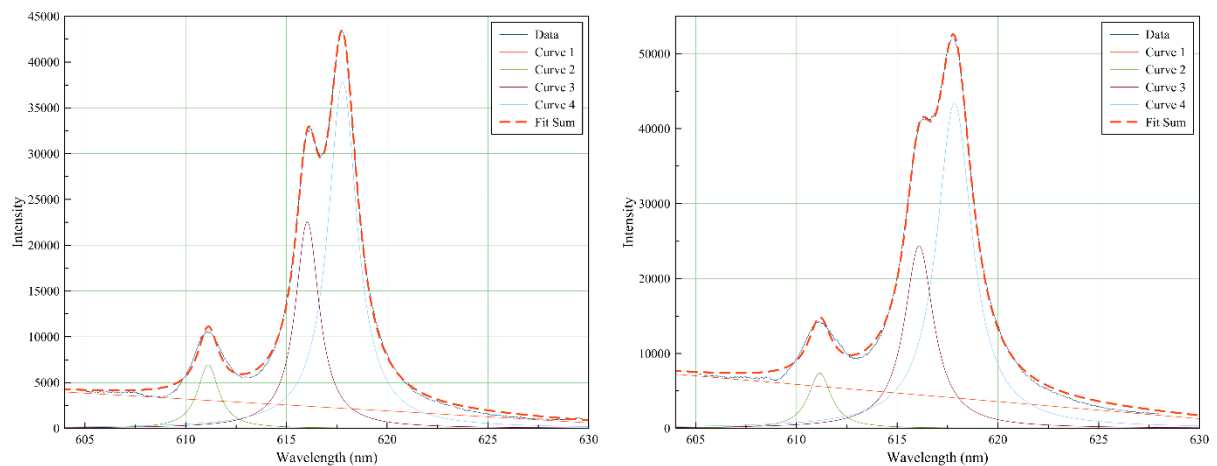 45000
40000
35000
30000
25000
20000
15000
10000
5000
0
Intensity
605
610
615
620
625
630
Wavelength (nm)
Data
Curve 1
Curve 2
Curve 3
Curve 4
Fit Sum
50000
40000
30000
20000
10000
0
Intensity
605
610
615
620
625
630
Wavelength (nm)
Data
Curve 1
Curve 2
Curve 3
Curve 4
Fit Sum